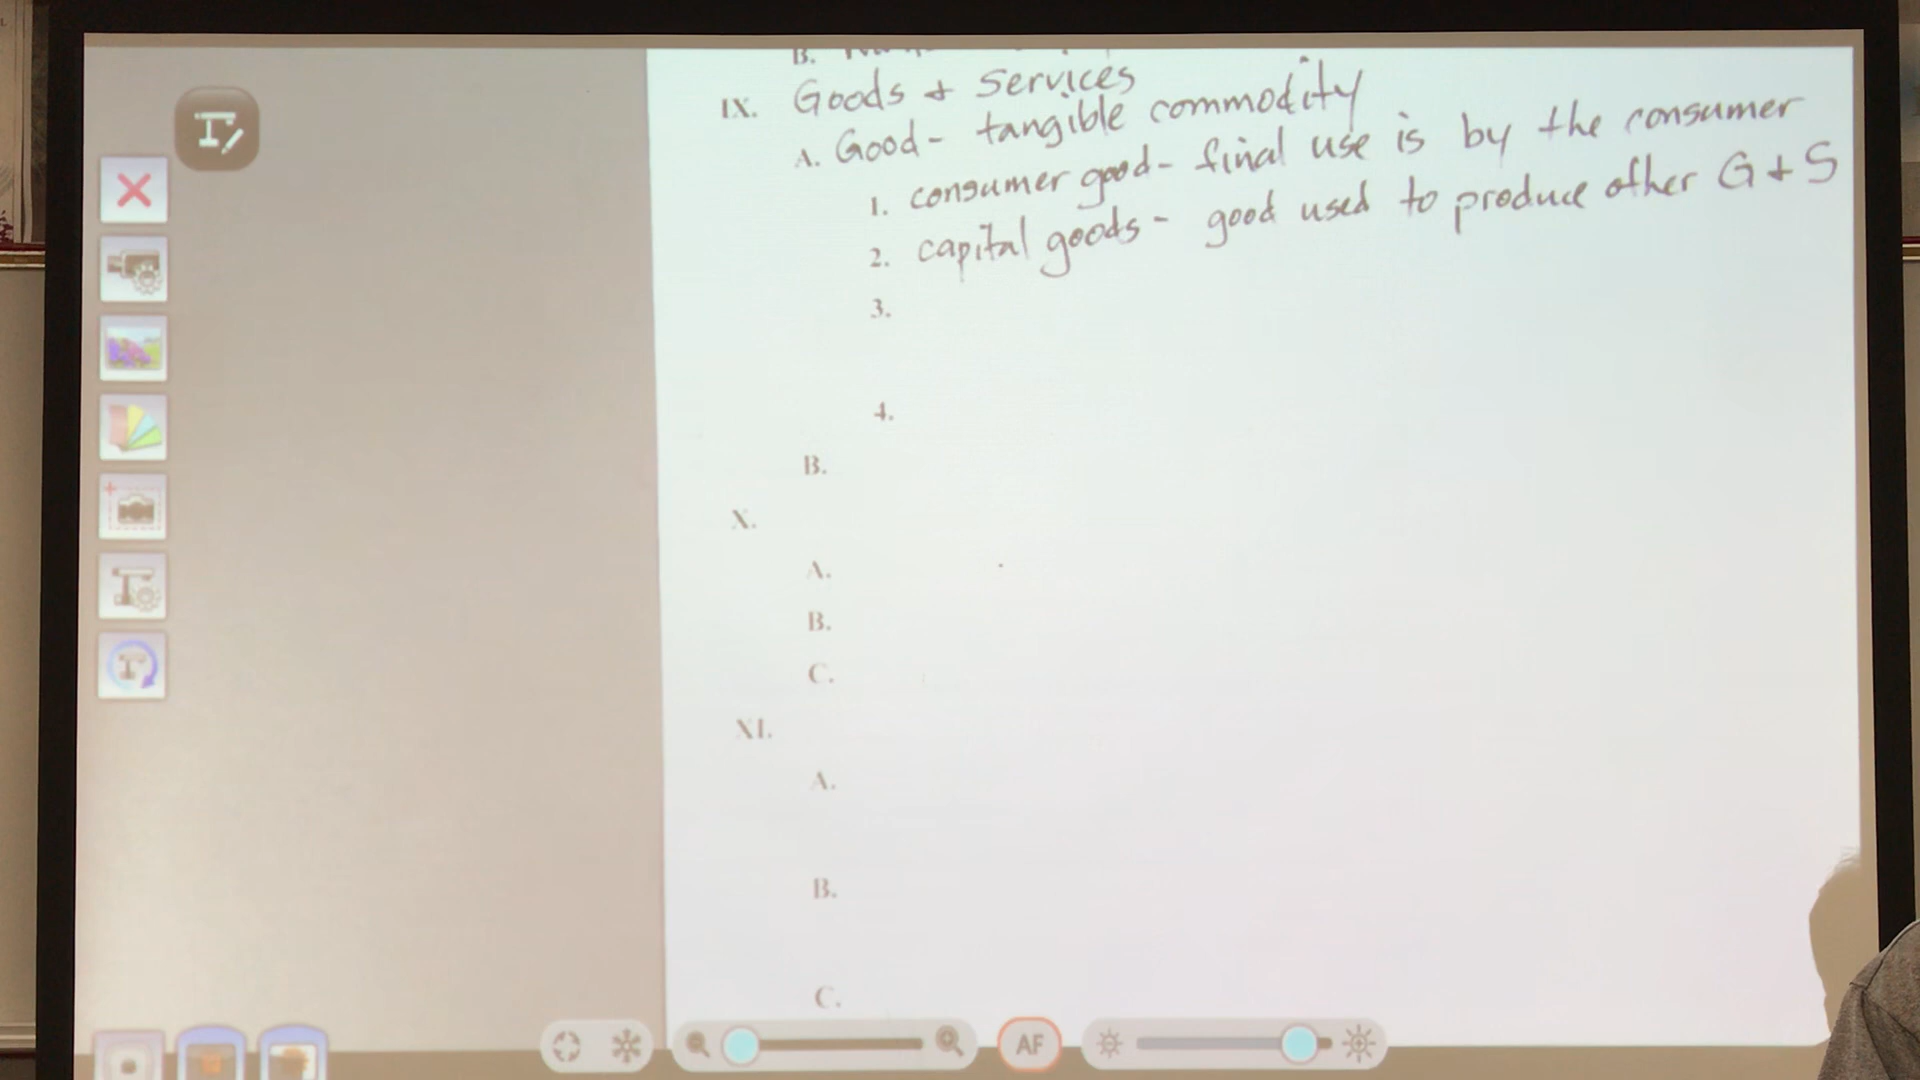 B.
IX. Goods + Services
A. Good - tangible commodity
1. consumer good - final use is by the consumer
2. capital goods - good used to produce other G + S
3.
4.
B.
X.
A.
B.
C.
XI.
A.
B.
C.
AF